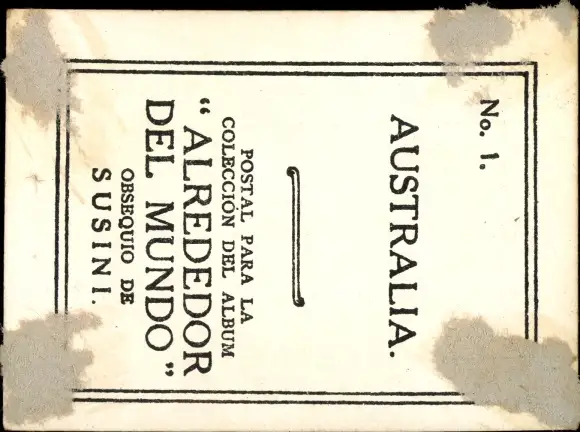 No. 1.
AUSTRALIA.
POSTAL PARA LA
COLECCIÓN DEL ALBUM
“ ALREDEDOR
DEL MUNDO ”
OBSEQUIO DE
SUSINI.